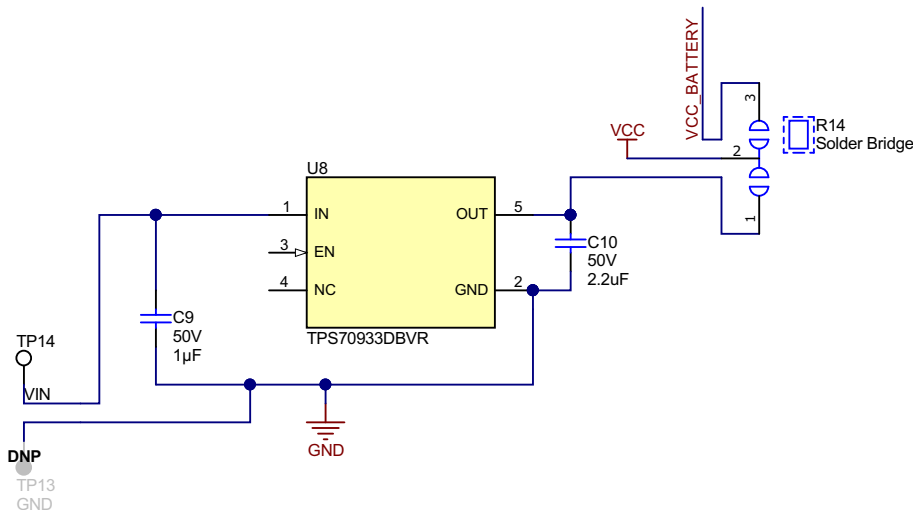 VCC_BATTERY
3
R14
Solder Bridge
VCC
2
1
U8
1
IN
OUT
5
3
EN
4
NC
GND
2
TPS70933DBVR
C10
50V
2.2uF
C9
50V
1µF
TP14
VIN
GND
DNP
TP13
GND